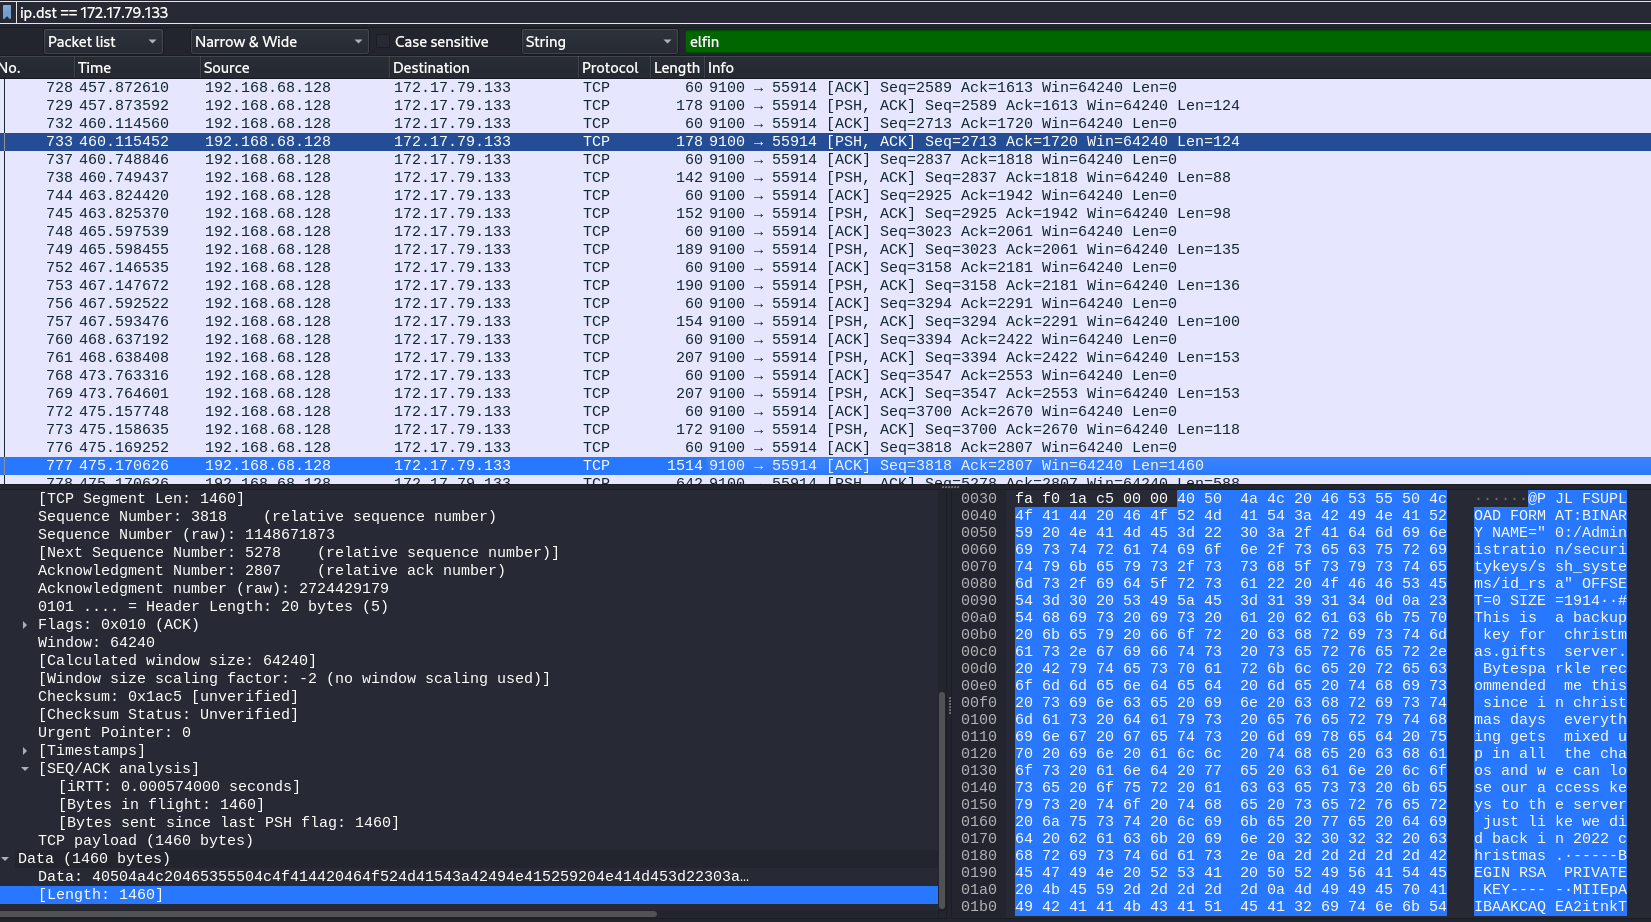 ip.dst == 172.17.79.133
Packet list Narrow & Wide Case sensitive String elfin
No. Time Source Destination Protocol Length Info
728 457.872610 192.168.68.128 172.17.79.133 TCP 60 9100 → 55914 [ACK] Seq=2589 Ack=1613 Win=64240 Len=0
729 457.873592 192.168.68.128 172.17.79.133 TCP 178 9100 → 55914 [PSH, ACK] Seq=2589 Ack=1613 Win=64240 Len=124
732 460.114560 192.168.68.128 172.17.79.133 TCP 60 9100 → 55914 [ACK] Seq=2713 Ack=1720 Win=64240 Len=0
733 460.115452 192.168.68.128 172.17.79.133 TCP 178 9100 → 55914 [PSH, ACK] Seq=2713 Ack=1720 Win=64240 Len=124
737 460.748846 192.168.68.128 172.17.79.133 TCP 60 9100 → 55914 [ACK] Seq=2837 Ack=1818 Win=64240 Len=0
738 460.749437 192.168.68.128 172.17.79.133 TCP 142 9100 → 55914 [PSH, ACK] Seq=2837 Ack=1818 Win=64240 Len=88
744 463.824420 192.168.68.128 172.17.79.133 TCP 60 9100 → 55914 [ACK] Seq=2925 Ack=1942 Win=64240 Len=0
745 463.825370 192.168.68.128 172.17.79.133 TCP 152 9100 → 55914 [PSH, ACK] Seq=2925 Ack=1942 Win=64240 Len=98
748 465.597539 192.168.68.128 172.17.79.133 TCP 60 9100 → 55914 [ACK] Seq=3023 Ack=2061 Win=64240 Len=0
749 465.598455 192.168.68.128 172.17.79.133 TCP 189 9100 → 55914 [PSH, ACK] Seq=3023 Ack=2061 Win=64240 Len=135
752 467.146535 192.168.68.128 172.17.79.133 TCP 60 9100 → 55914 [ACK] Seq=3158 Ack=2181 Win=64240 Len=0
753 467.147672 192.168.68.128 172.17.79.133 TCP 190 9100 → 55914 [PSH, ACK] Seq=3158 Ack=2181 Win=64240 Len=136
756 467.592522 192.168.68.128 172.17.79.133 TCP 60 9100 → 55914 [ACK] Seq=3294 Ack=2291 Win=64240 Len=0
757 467.593476 192.168.68.128 172.17.79.133 TCP 154 9100 → 55914 [PSH, ACK] Seq=3294 Ack=2291 Win=64240 Len=100
760 468.637192 192.168.68.128 172.17.79.133 TCP 60 9100 → 55914 [ACK] Seq=3394 Ack=2422 Win=64240 Len=0
761 468.638408 192.168.68.128 172.17.79.133 TCP 207 9100 → 55914 [PSH, ACK] Seq=3394 Ack=2422 Win=64240 Len=153
768 473.763316 192.168.68.128 172.17.79.133 TCP 60 9100 → 55914 [ACK] Seq=3547 Ack=2553 Win=64240 Len=0
769 473.764601 192.168.68.128 172.17.79.133 TCP 207 9100 → 55914 [PSH, ACK] Seq=3547 Ack=2553 Win=64240 Len=153
772 475.157748 192.168.68.128 172.17.79.133 TCP 60 9100 → 55914 [ACK] Seq=3700 Ack=2670 Win=64240 Len=0
773 475.158635 192.168.68.128 172.17.79.133 TCP 172 9100 → 55914 [PSH, ACK] Seq=3700 Ack=2670 Win=64240 Len=118
776 475.169252 192.168.68.128 172.17.79.133 TCP 60 9100 → 55914 [ACK] Seq=3818 Ack=2807 Win=64240 Len=0
777 475.170626 192.168.68.128 172.17.79.133 TCP 1514 9100 → 55914 [ACK] Seq=3818 Ack=2807 Win=64240 Len=1460
778 475.170626 192.168.68.128 172.17.79.133 TCP 642 9100 → 55914 [PSH, ACK] Seq=5278 Ack=2807 Win=64240 Len=588
[TCP Segment Len: 1460]
Sequence Number: 3818 (relative sequence number)
Sequence Number (raw): 1148671873
[Next Sequence Number: 5278 (relative sequence number)]
Acknowledgment Number: 2807 (relative ack number)
Acknowledgment number (raw): 2724429179
0101 .... = Header Length: 20 bytes (5)
Flags: 0x010 (ACK)
Window: 64240
[Calculated window size: 64240]
[Window size scaling factor: -2 (no window scaling used)]
Checksum: 0x1ac5 [unverified]
[Checksum Status: Unverified]
Urgent Pointer: 0
[Timestamps]
[SEQ/ACK analysis]
[iRTT: 0.000574000 seconds]
[Bytes in flight: 1460]
[Bytes sent since last PSH flag: 1460]
TCP payload (1460 bytes)
Data (1460 bytes)
Data: 40504a4c20465355504c4f414420464f524d41543a42494e415259204e414d453d22303a…
[Length: 1460]
0030 fa f0 1a c5 00 00 40 50 4a 4c 20 46 53 55 50 4c ······@P JL FSUPL
0040 4f 41 44 20 46 4f 52 4d 41 54 3a 42 49 4e 41 52 OAD FORM AT:BINAR
0050 59 20 4e 41 4d 45 3d 22 30 3a 2f 41 64 6d 69 6e Y NAME=" 0:/Admin
0060 69 73 74 72 61 74 69 6f 6e 2f 73 65 63 75 72 69 istratio n/securi
0070 74 79 6b 65 79 73 2f 73 73 68 5f 73 79 73 74 65 tykeys/s sh_syste
0080 6d 73 2f 69 64 5f 72 73 61 22 20 4f 46 46 53 45 ms/id_rs a" OFFSE
0090 54 3d 30 20 53 49 5a 45 3d 31 39 31 34 0d 0a 23 T=0 SIZE =1914··#
00a0 54 68 69 73 20 69 73 20 61 20 62 61 63 6b 75 70 This is  a backup
00b0 20 6b 65 79 20 66 6f 72 20 63 68 72 69 73 74 6d  key for  christm
00c0 61 73 2e 67 69 66 74 73 20 73 65 72 76 65 72 2e as.gifts  server.
00d0 20 42 79 74 65 73 70 61 72 6b 6c 65 20 72 65 63  Bytespa rkle rec
00e0 6f 6d 6d 65 6e 64 65 64 20 6d 65 20 74 68 69 73 ommended  me this
00f0 20 73 69 6e 63 65 20 69 6e 20 63 68 72 69 73 74  since i n christ
0100 6d 61 73 20 64 61 79 73 20 65 76 65 72 79 74 68 mas days  everyth
0110 69 6e 67 20 67 65 74 73 20 6d 69 78 65 64 20 75 ing gets  mixed u
0120 70 20 69 6e 20 61 6c 6c 20 74 68 65 20 63 68 61 p in all  the cha
0130 6f 73 20 61 6e 64 20 77 65 20 63 61 6e 20 6c 6f os and w e can lo
0140 73 65 20 6f 75 72 20 61 63 63 65 73 73 20 6b 65 se our a ccess ke
0150 79 73 20 74 6f 20 74 68 65 20 73 65 72 76 65 72 ys to th e server
0160 20 6a 75 73 74 20 6c 69 6b 65 20 77 65 20 64 69  just li ke we di
0170 64 20 62 61 63 6b 20 69 6e 20 32 30 32 32 20 63 d back i n 2022 c
0180 68 72 69 73 74 6d 61 73 2e 0a 2d 2d 2d 2d 2d 42 hristmas .·-----B
0190 45 47 49 4e 20 52 53 41 20 50 52 49 56 41 54 45 EGIN RSA  PRIVATE
01a0 20 4b 45 59 2d 2d 2d 2d 2d 0a 4d 49 49 45 70 41  KEY---- -·MIIEpA
01b0 49 42 41 41 4b 43 41 51 45 41 32 69 74 6e 6b 54 IBAAKCAQ EA2itnkT